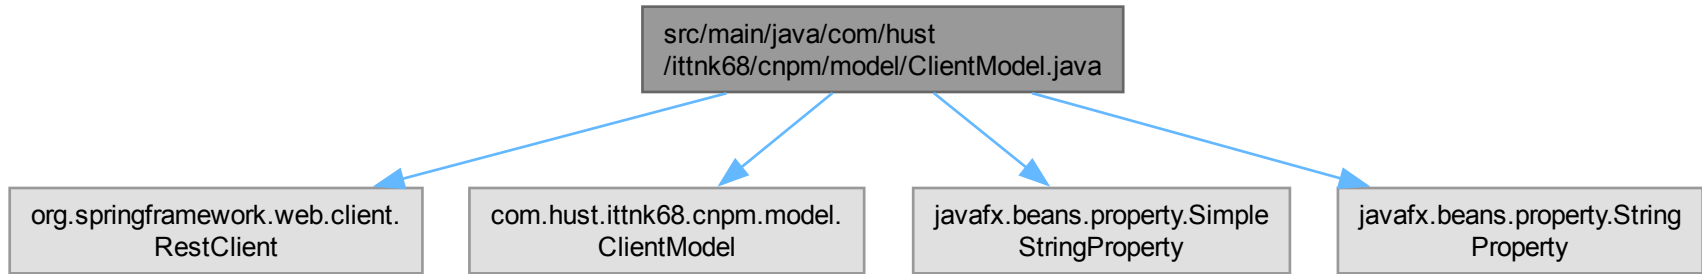 src/main/java/com/hust
/ittnk68/cnpm/model/ClientModel.java
org.springframework.web.client.
RestClient
com.hust.ittnk68.cnpm.model.
ClientModel
javafx.beans.property.Simple
StringProperty
javafx.beans.property.String
Property